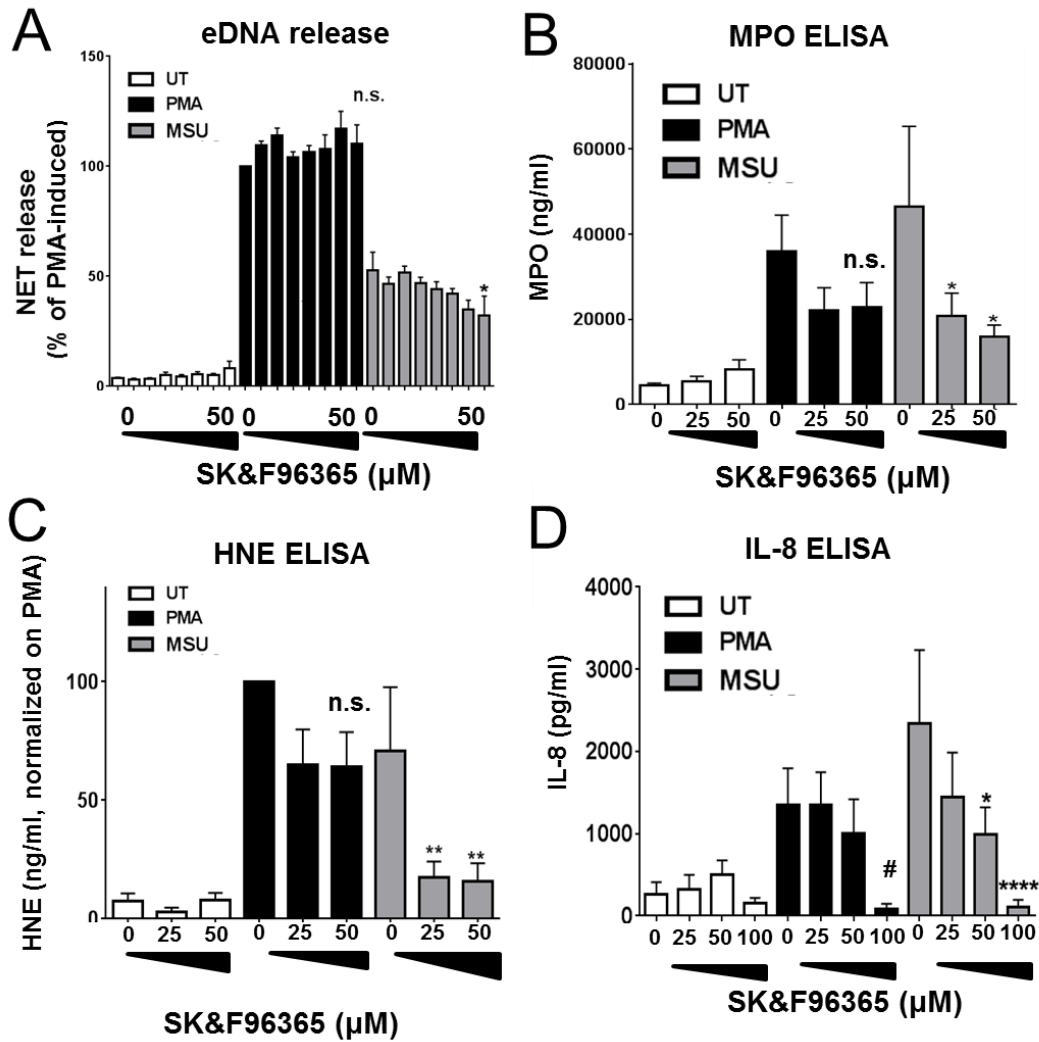 A
eDNA release
150
100
50
0
NET release
(% of PMA-induced)
UT
PMA
MSU
n.s.
*
0 50 0 50 0 50
SK&F96365 (µM)
B
MPO ELISA
80000
60000
40000
20000
0
MPO (ng/ml)
UT
PMA
MSU
n.s.
* *
0 25 50 0 25 50 0 25 50
SK&F96365 (µM)
C
HNE ELISA
100
50
0
HNE (ng/ml, normalized on PMA)
UT
PMA
MSU
n.s.
** **
0 25 50 0 25 50 0 25 50
SK&F96365 (µM)
D
IL-8 ELISA
4000
3000
2000
1000
0
IL-8 (pg/ml)
UT
PMA
MSU
#
*
****
0 25 50 100 0 25 50 100 0 25 50 100
SK&F96365 (µM)